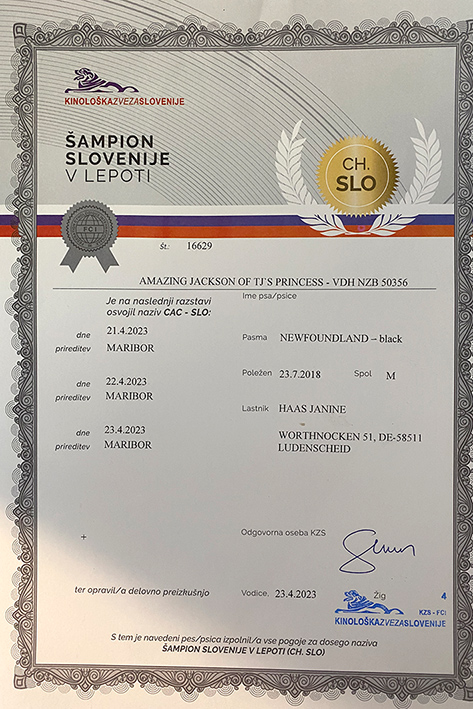 KINOLOŠKAZVEZASLOVENIJE
ŠAMPION
SLOVENIJE
V LEPOTI
CH.
SLO
FCI
Št.: 16629
AMAZING JACKSON OF TJ`S PRINCESS - VDH NZB 50356
Ime psa/psice
Je na naslednji razstavi
osvojil naziv CAC - SLO:
dne 21.4.2023
prireditev MARIBOR
Pasma NEWFOUNDLAND – black
dne 22.4.2023
prireditev MARIBOR
Poležen 23.7.2018 Spol M
dne 23.4.2023
prireditev MARIBOR
Lastnik HAAS JANINE
WORTHNOCKEN 51, DE-58511
LUDENSCHEID
+
Odgovorna oseba KZS
ter opravil/a delovno preizkušnjo
Vodice, 23.4.2023 Žig 4
KZS - FCI
KINOLOŠKAZVEZASLOVENIJE
S tem je navedeni pes/psica izpolnil/a vse pogoje za dosego naziva
ŠAMPION SLOVENIJE V LEPOTI (CH. SLO)